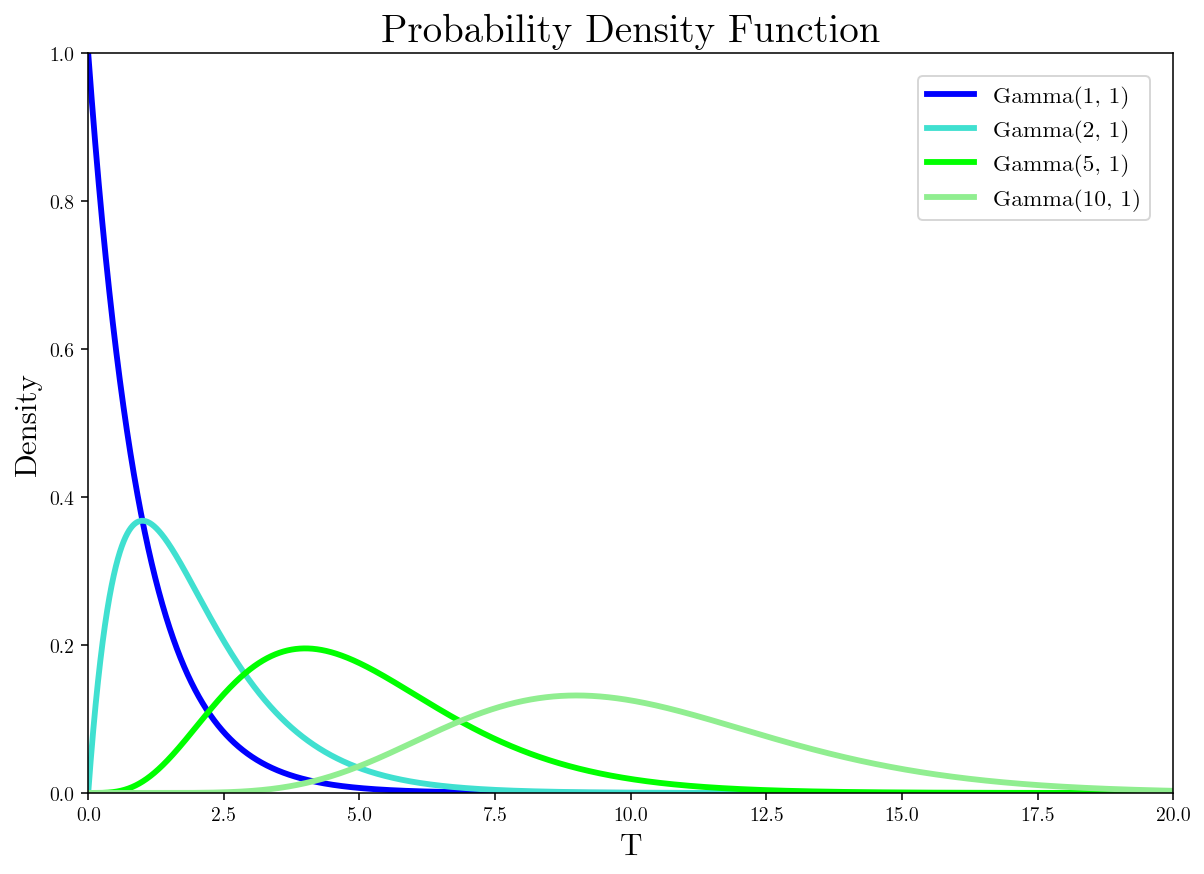 Probability Density Function
Gamma(1, 1)
Gamma(2, 1)
Gamma(5, 1)
Gamma(10, 1)
Density
1.0
0.8
0.6
0.4
0.2
0.0
0.0 2.5 5.0 7.5 10.0 12.5 15.0 17.5 20.0
T